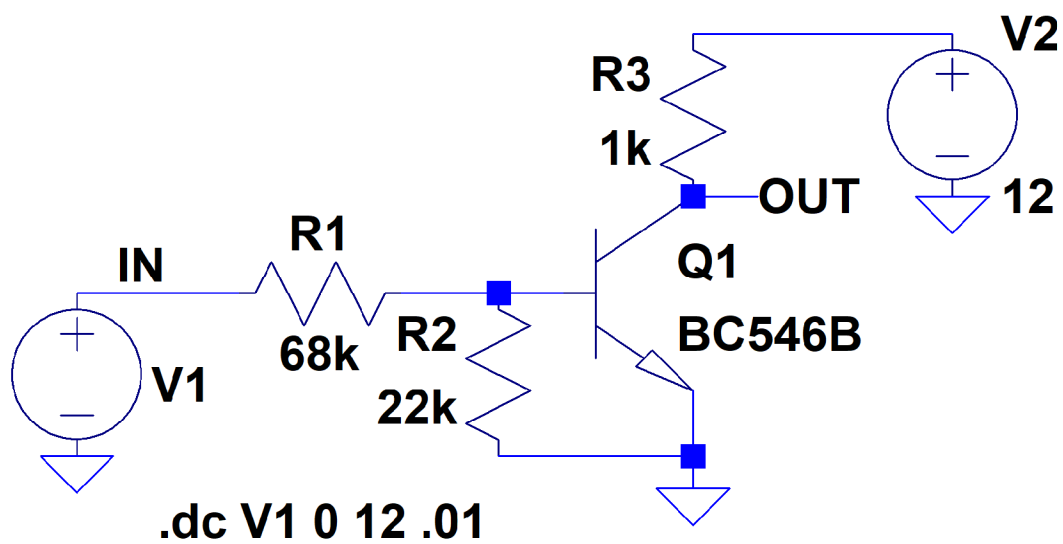 V2
R3
1k
OUT
12
R1
IN
Q1
R2
BC546B
68k
V1
22k
.dc V1 0 12 .01